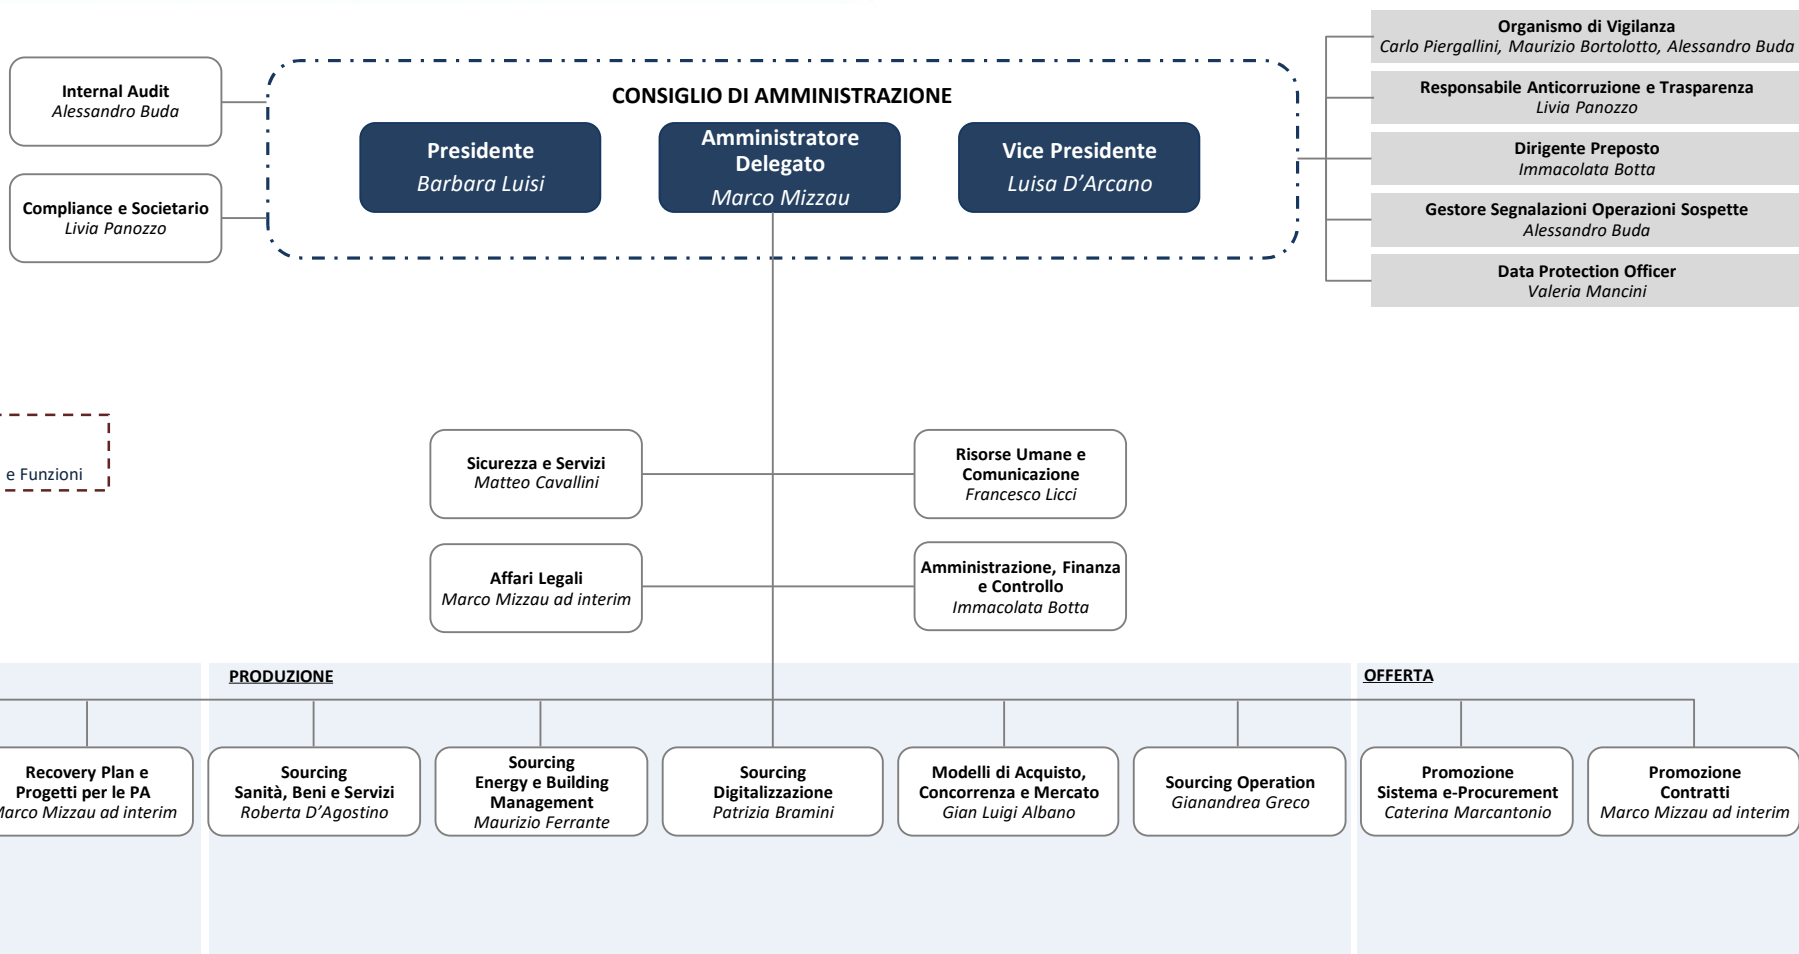 Organismo di Vigilanza
Carlo Piergallini, Maurizio Bortolotto, Alessandro Buda
Responsabile Anticorruzione e Trasparenza
Livia Panozzo
Dirigente Preposto
Immacolata Botta
Gestore Segnalazioni Operazioni Sospette
Alessandro Buda
Data Protection Officer
Valeria Mancini
Internal Audit
Alessandro Buda
Compliance e Societario
Livia Panozzo
CONSIGLIO DI AMMINISTRAZIONE
Presidente
Barbara Luisi
Amministratore
Delegato
Marco Mizzau
Vice Presidente
Luisa D’Arcano
e Funzioni
Sicurezza e Servizi
Matteo Cavallini
Risorse Umane e
Comunicazione
Francesco Licci
Affari Legali
Marco Mizzau ad interim
Amministrazione, Finanza
e Controllo
Immacolata Botta
PRODUZIONE
OFFERTA
Recovery Plan e
Progetti per le PA
Marco Mizzau ad interim
Sourcing
Sanità, Beni e Servizi
Roberta D’Agostino
Sourcing
Energy e Building
Management
Maurizio Ferrante
Sourcing
Digitalizzazione
Patrizia Bramini
Modelli di Acquisto,
Concorrenza e Mercato
Gian Luigi Albano
Sourcing Operation
Gianandrea Greco
Promozione
Sistema e-Procurement
Caterina Marcantonio
Promozione
Contratti
Marco Mizzau ad interim